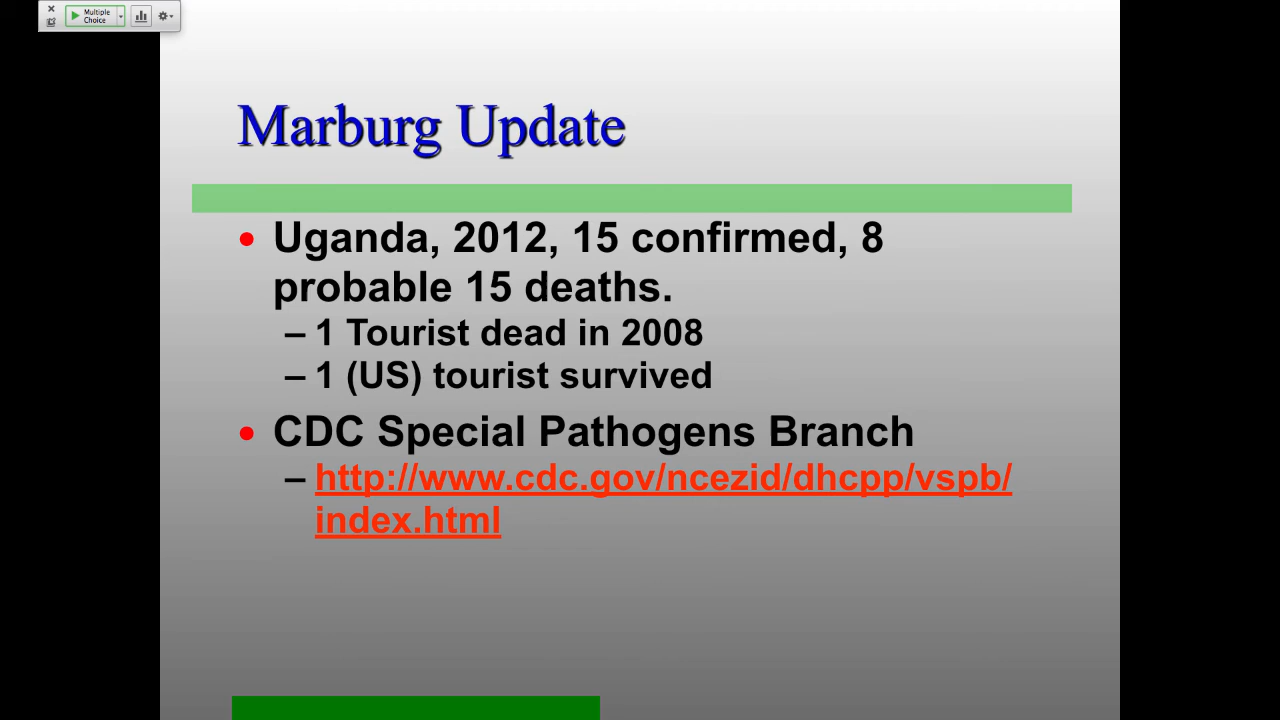 Multiple
Choice
Marburg Update
• Uganda, 2012, 15 confirmed, 8
probable 15 deaths.
– 1 Tourist dead in 2008
– 1 (US) tourist survived
• CDC Special Pathogens Branch
– http://www.cdc.gov/ncezid/dhcpp/vspb/
index.html